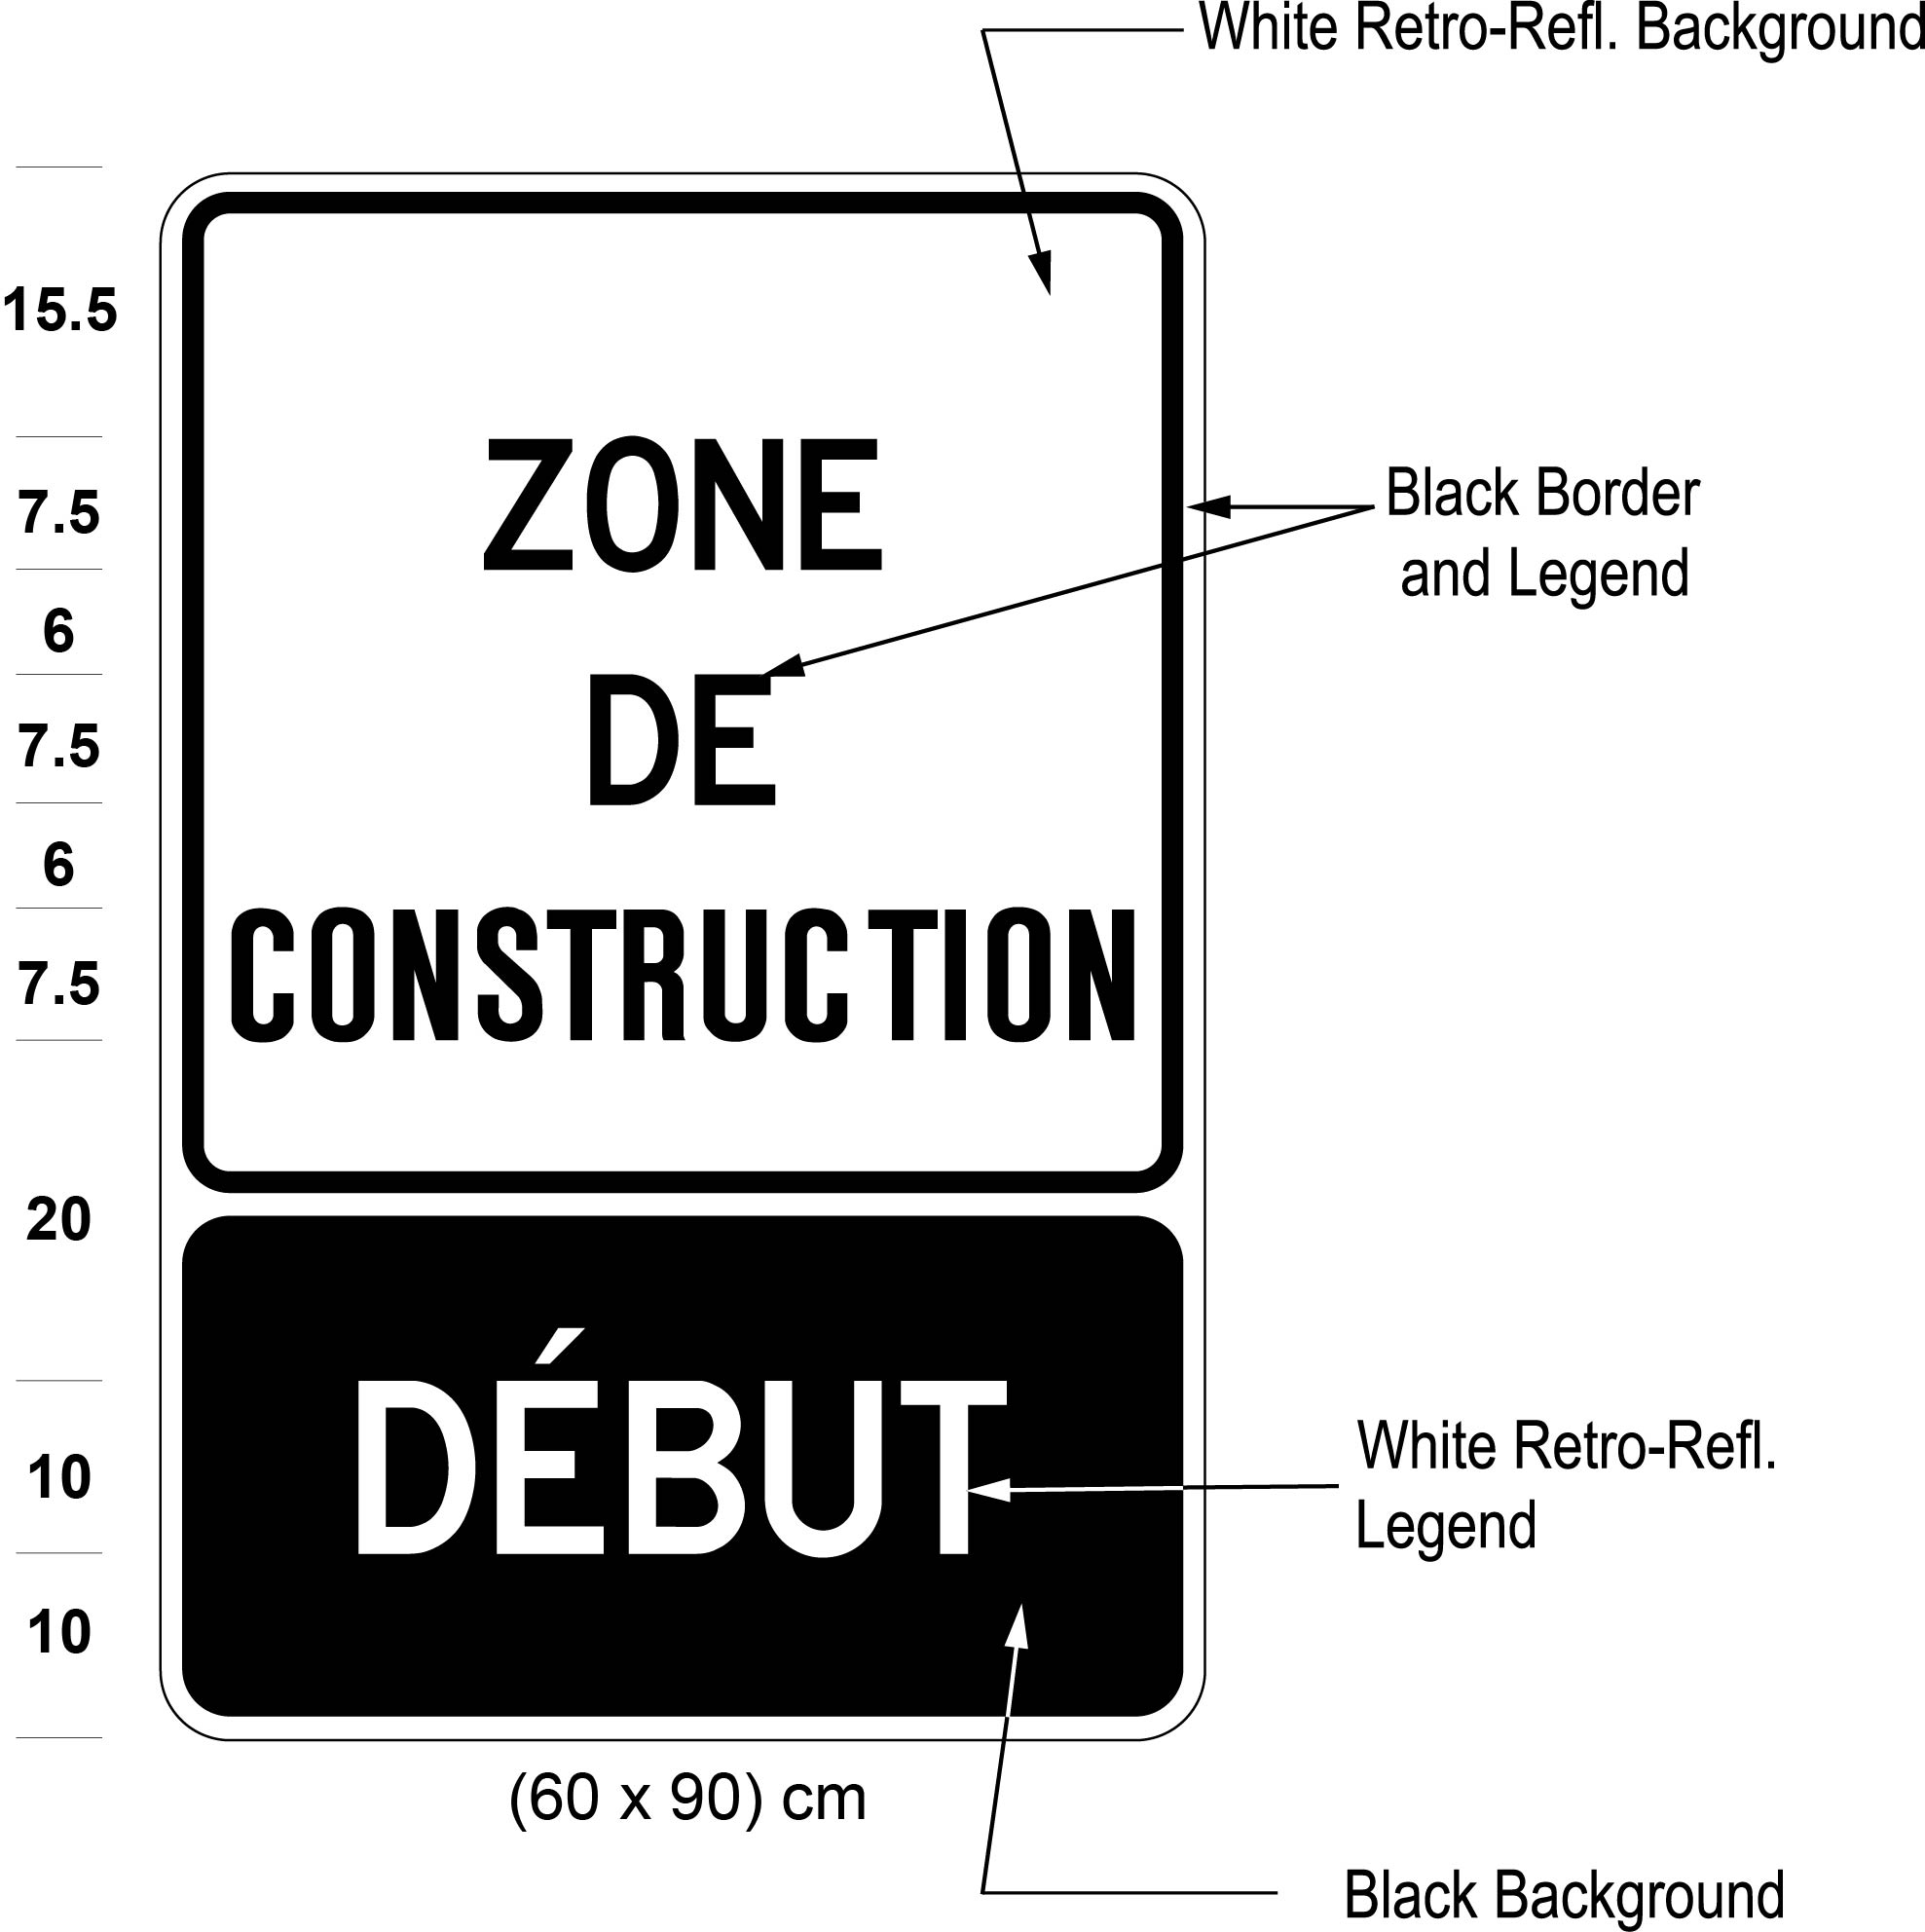 White Retro-Refl. Background
15.5
ZONE
7.5
Black Border
and Legend
6
DE
7.5
6
CONSTRUCTION
7.5
20
DÉBUT
10
White Retro-Refl.
Legend
10
(60 x 90) cm
Black Background